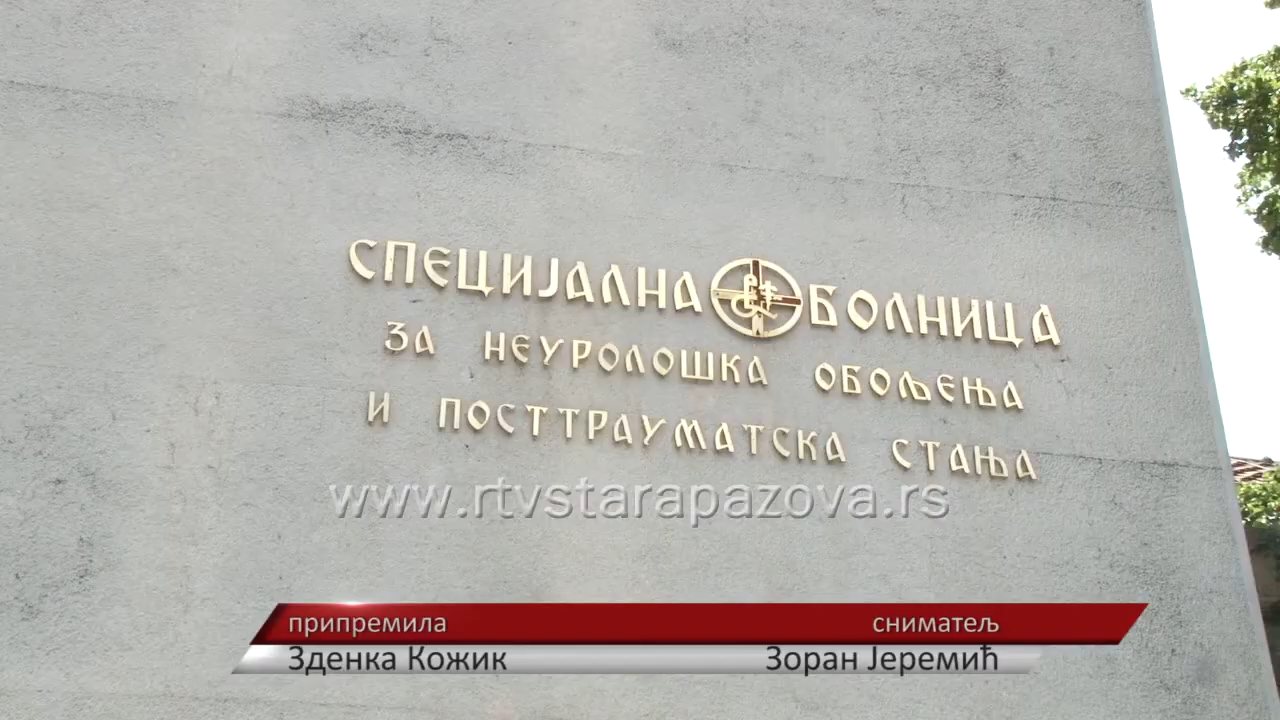 СПЕЦИЈАЛНА БОЛНИЦА
ЗА НЕУРОЛОШКА ОБОЉЕЊА
И ПОСТТРАУМАТСКА СТАЊА
www.rtvstarapazova.rs
припремила сниматељ
Зденка Кожик Зоран Јеремић